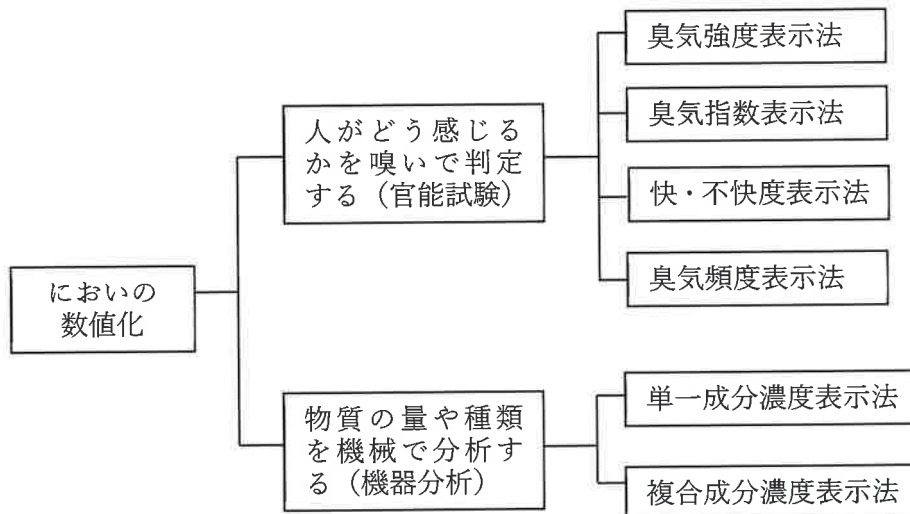 においの
数値化
人がどう感じる
かを嗅いで判定
する（官能試験）
臭気強度表示法
臭気指数表示法
快・不快度表示法
臭気頻度表示法
物質の量や種類
を機械で分析す
る（機器分析）
単一成分濃度表示法
複合成分濃度表示法